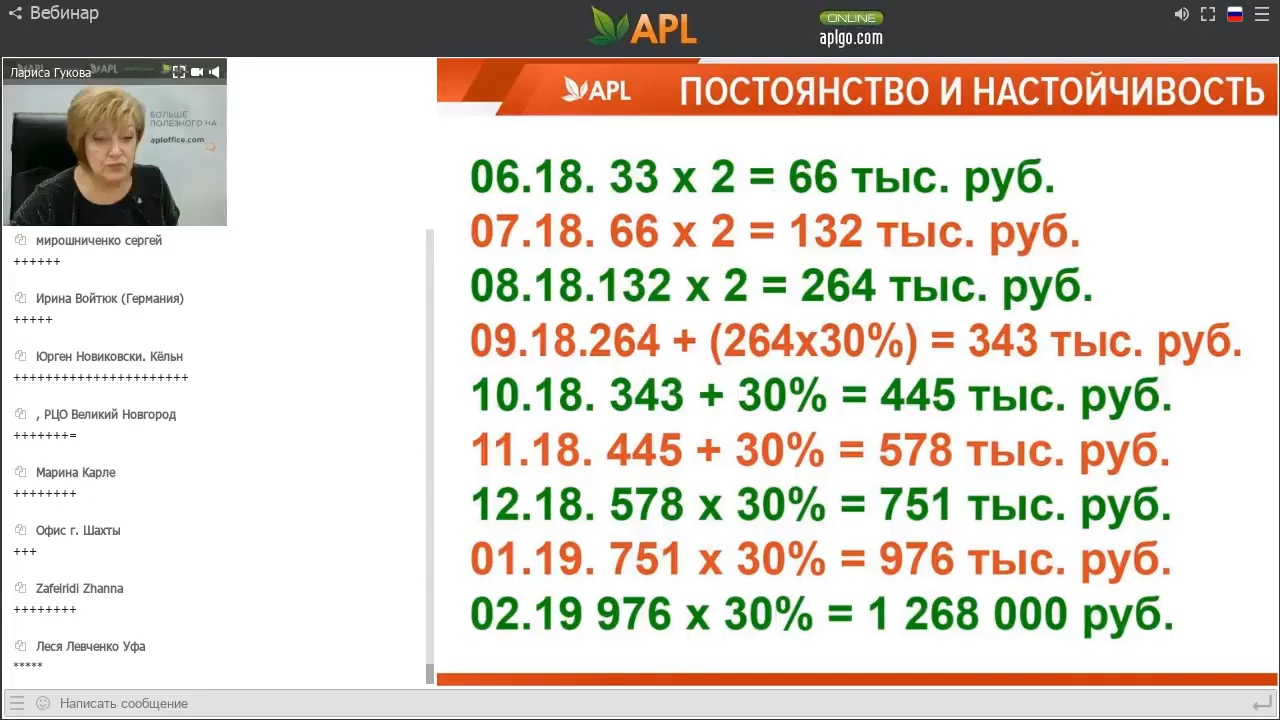 Вебинар
APL
ONLINE
aplgo.com
Лариса Гукова
БОЛЬШЕ
ПОЛЕЗНОГО НА
aploffice.com
APL
ПОСТОЯНСТВО И НАСТОЙЧИВОСТЬ
06.18. 33 х 2 = 66 тыс. руб.
07.18. 66 х 2 = 132 тыс. руб.
08.18.132 х 2 = 264 тыс. руб.
09.18.264 + (264х30%) = 343 тыс. руб.
10.18. 343 + 30% = 445 тыс. руб.
11.18. 445 + 30% = 578 тыс. руб.
12.18. 578 х 30% = 751 тыс. руб.
01.19. 751 х 30% = 976 тыс. руб.
02.19 976 х 30% = 1 268 000 руб.
мирошниченко сергей
++++++
Ирина Войтюк (Германия)
+++++
Юрген Новиковски. Кёльн
++++++++++++++++++++++
, РЦО Великий Новгород
+++++++=
Марина Карле
++++++++
Офис г. Шахты
+++
Zafeiridi Zhanna
++++++++
Леся Левченко Уфа
*****
Написать сообщение